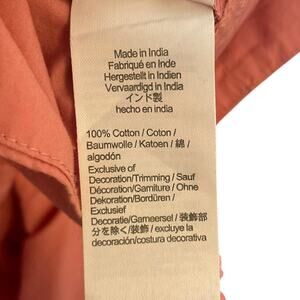 Made in India
Fabriqué en Inde
Hergestellt in Indien
Vervaardigd in India
インド製
hecho en india
100% Cotton / Coton /
Baumwolle / Katoen / 綿 /
algodón
Exclusive of
Decoration/Trimming / Sauf
Décoration/Garniture / Ohne
Dekoration/Bordüren /
Exclusief
Decoratie/Garneersel / 装飾部
分を除く/装飾 / excluye la
decoración/costura decorativa